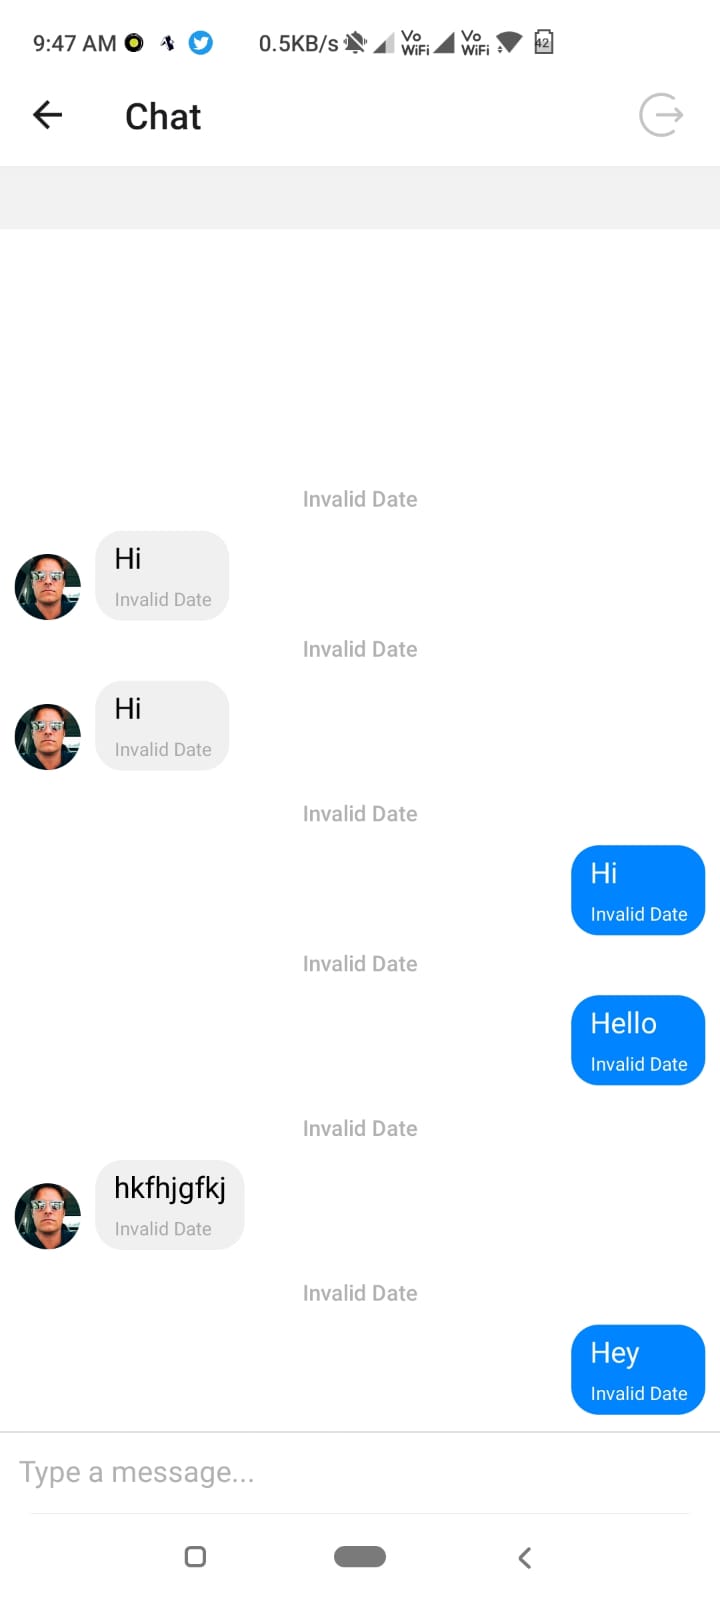 9:47 AM 0.5KB/s Vo WiFi Vo WiFi 42
Chat
Invalid Date
Hi
Invalid Date
Invalid Date
Hi
Invalid Date
Invalid Date
Hi
Invalid Date
Invalid Date
Hello
Invalid Date
Invalid Date
hkfhjgfkj
Invalid Date
Invalid Date
Hey
Invalid Date
Type a message...